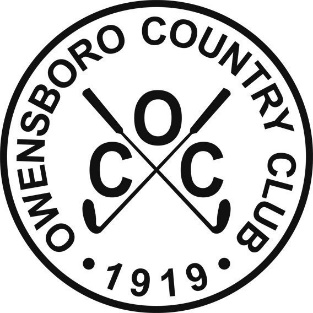 OWENSBORO COUNTRY CLUB
O
C C
• 1919 •